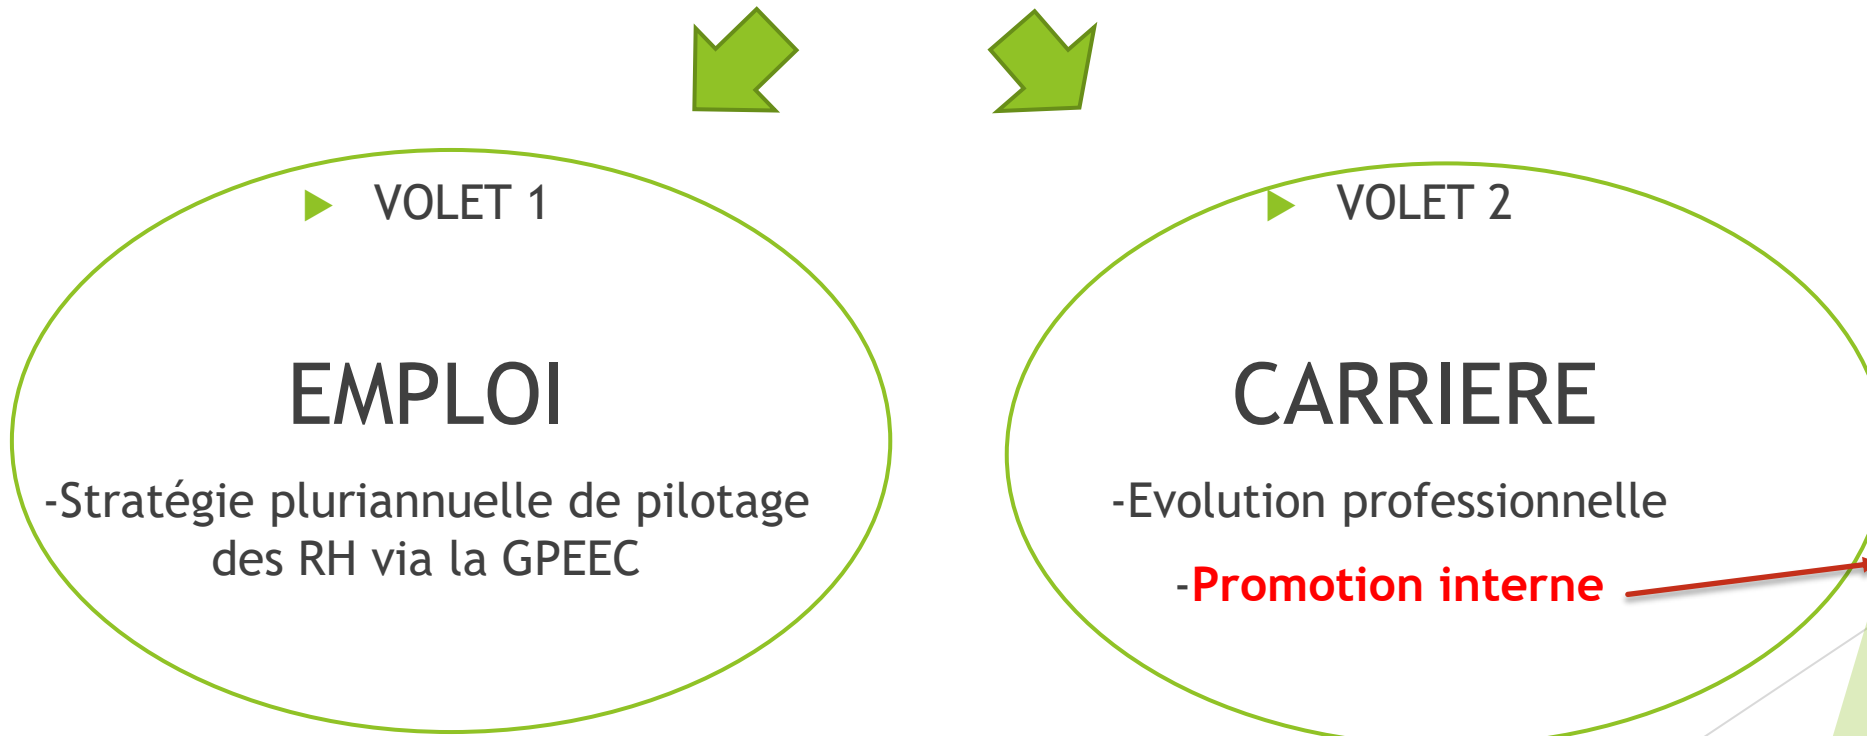 VOLET 1
EMPLOI
-Stratégie pluriannuelle de pilotage
des RH via la GPEEC
VOLET 2
CARRIERE
-Evolution professionnelle
-Promotion interne